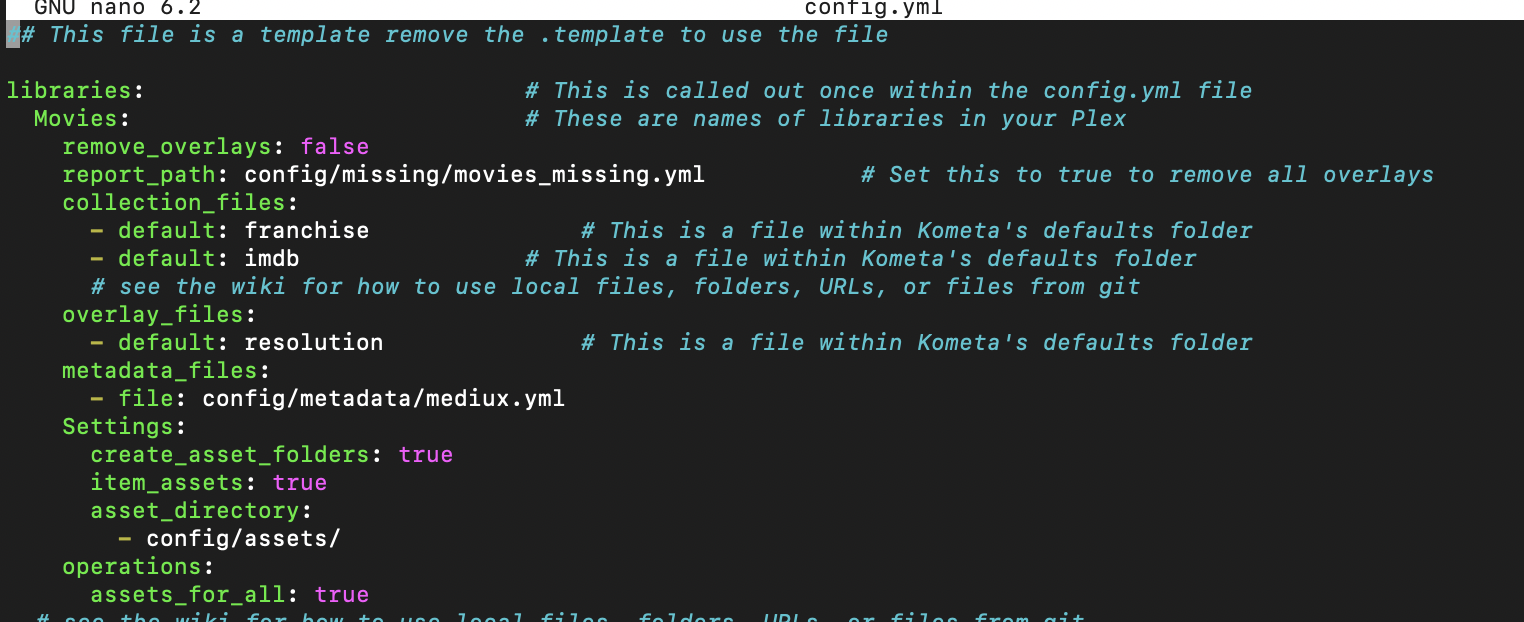 GNU nano 6.2 config.yml
## This file is a template remove the .template to use the file
libraries: # This is called out once within the config.yml file
Movies: # These are names of libraries in your Plex
remove_overlays: false
report_path: config/missing/movies_missing.yml # Set this to true to remove all overlays
collection_files:
- default: franchise # This is a file within Kometa's defaults folder
- default: imdb # This is a file within Kometa's defaults folder
# see the wiki for how to use local files, folders, URLs, or files from git
overlay_files:
- default: resolution # This is a file within Kometa's defaults folder
metadata_files:
- file: config/metadata/mediux.yml
Settings:
create_asset_folders: true
item_assets: true
asset_directory:
- config/assets/
operations:
assets_for_all: true
# see the wiki for how to use local files, folders, URLs, or files from git